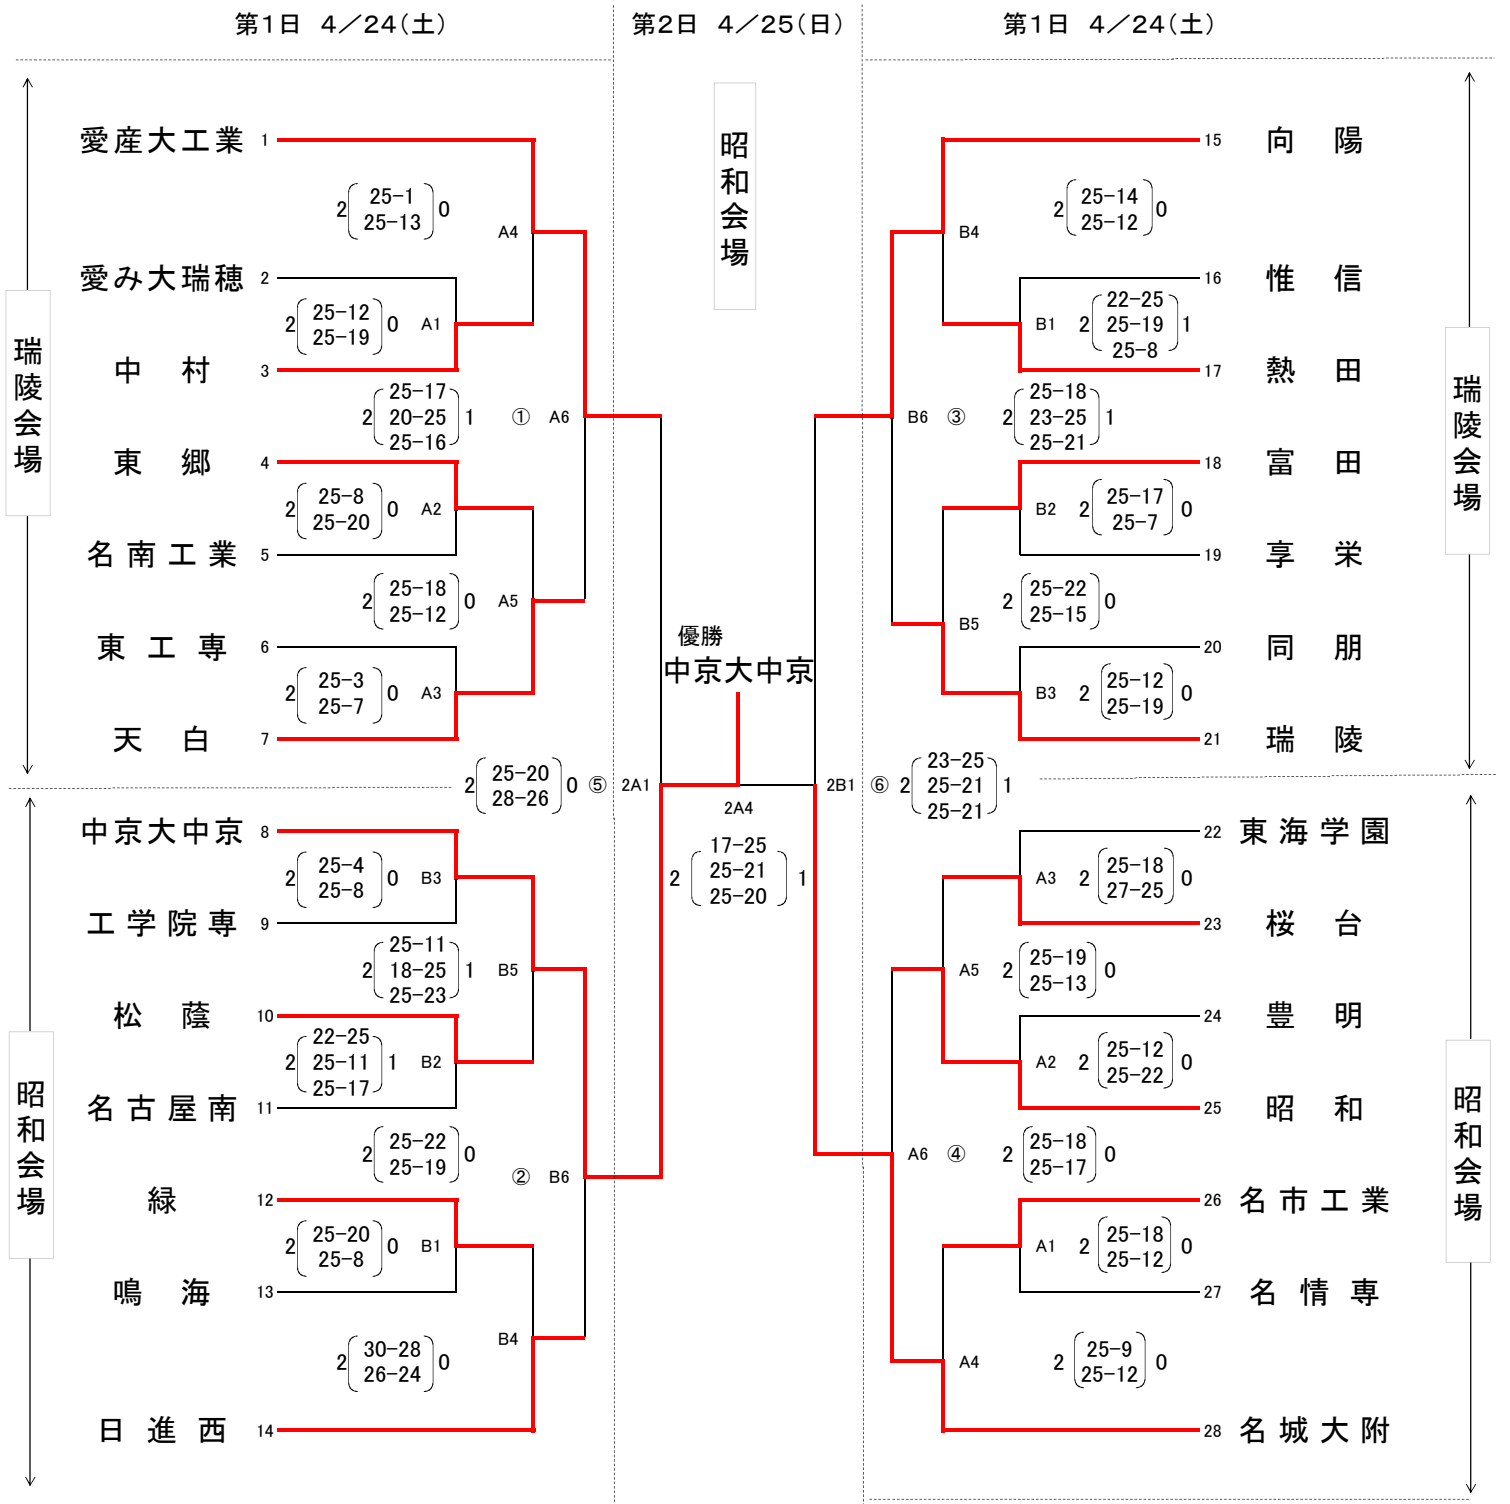 第1日 4/24(土)
第2日 4/25(日)
第1日 4/24(土)
昭和会場
瑞陵会場
愛産大工業 1
2 25-1 0
25-13
A4
愛み大瑞穂 2
2 25-12 0
25-19
A1
中村 3
25-17
2 20-25 1
25-16
① A6
東郷 4
2 25-8 0
25-20
A2
名南工業 5
2 25-18 0
25-12
A5
東工専 6
2 25-3 0
25-7
A3
天白 7
2 25-20 0
28-26
⑤ 2A1
昭和会場
中京大中京 8
2 25-4 0
25-8
B3
工学院専 9
25-11
2 18-25 1
25-23
B5
松蔭 10
22-25
2 25-11 1
25-17
B2
名古屋南 11
2 25-22 0
25-19
② B6
緑 12
2 25-20 0
25-8
B1
鳴海 13
B4
2 30-28 0
26-24
日進西 14
優勝
中京大中京
2A4
17-25
2 25-21 1
25-20
瑞陵会場
15 向陽
2 25-14 0
25-12
B4
16 惟信
22-25
B1 2 25-19 1
25-8
17 熱田
25-18
B6 ③ 2 23-25 1
25-21
18 富田
B2 2 25-17 0
25-7
19 享栄
2 25-22 0
25-15
B5
20 同朋
B3 2 25-12 0
25-19
21 瑞陵
23-25
2B1 ⑥ 2 25-21 1
25-21
昭和会場
22 東海学園
A3 2 25-18 0
27-25
23 桜台
A5 2 25-19 0
25-13
24 豊明
A2 2 25-12 0
25-22
25 昭和
A6 ④ 2 25-18 0
25-17
26 名市工業
A1 2 25-18 0
25-12
27 名情専
A4 2 25-9 0
25-12
28 名城大附